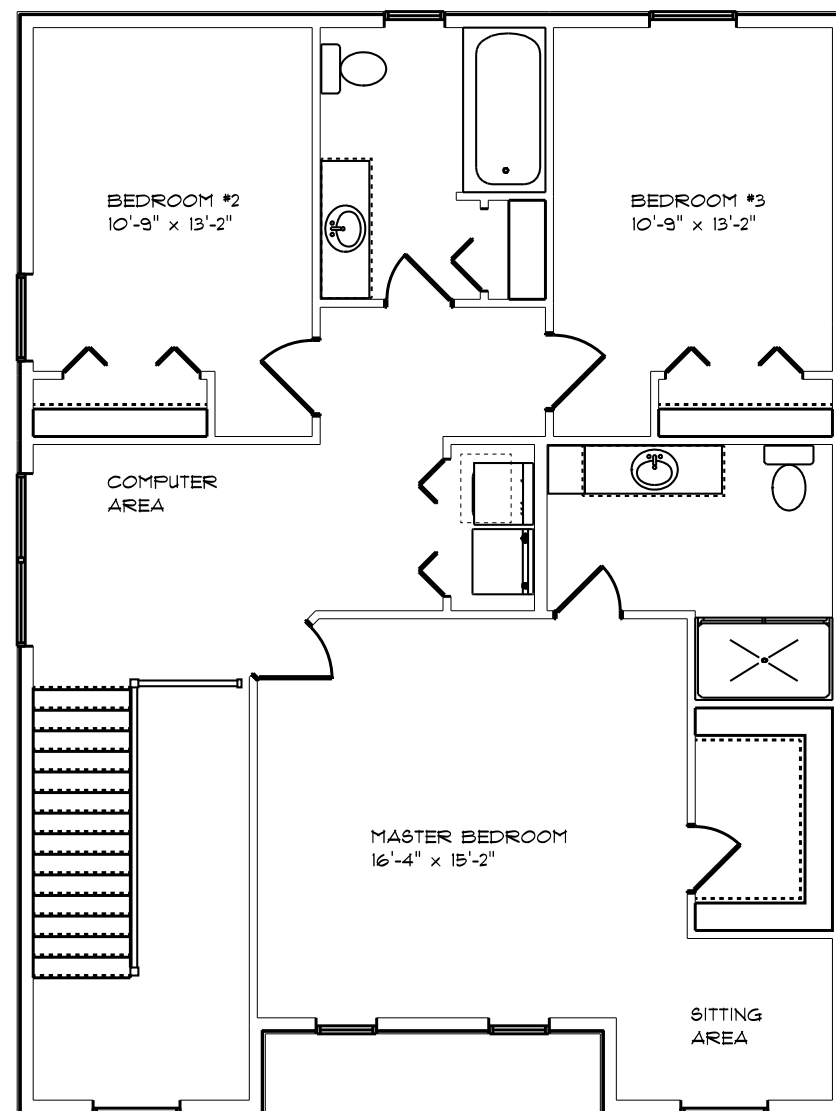 BEDROOM #2
10'-9" x 13'-2"
BEDROOM #3
10'-9" x 13'-2"
COMPUTER
AREA
MASTER BEDROOM
16'-4" x 15'-2"
SITTING
AREA